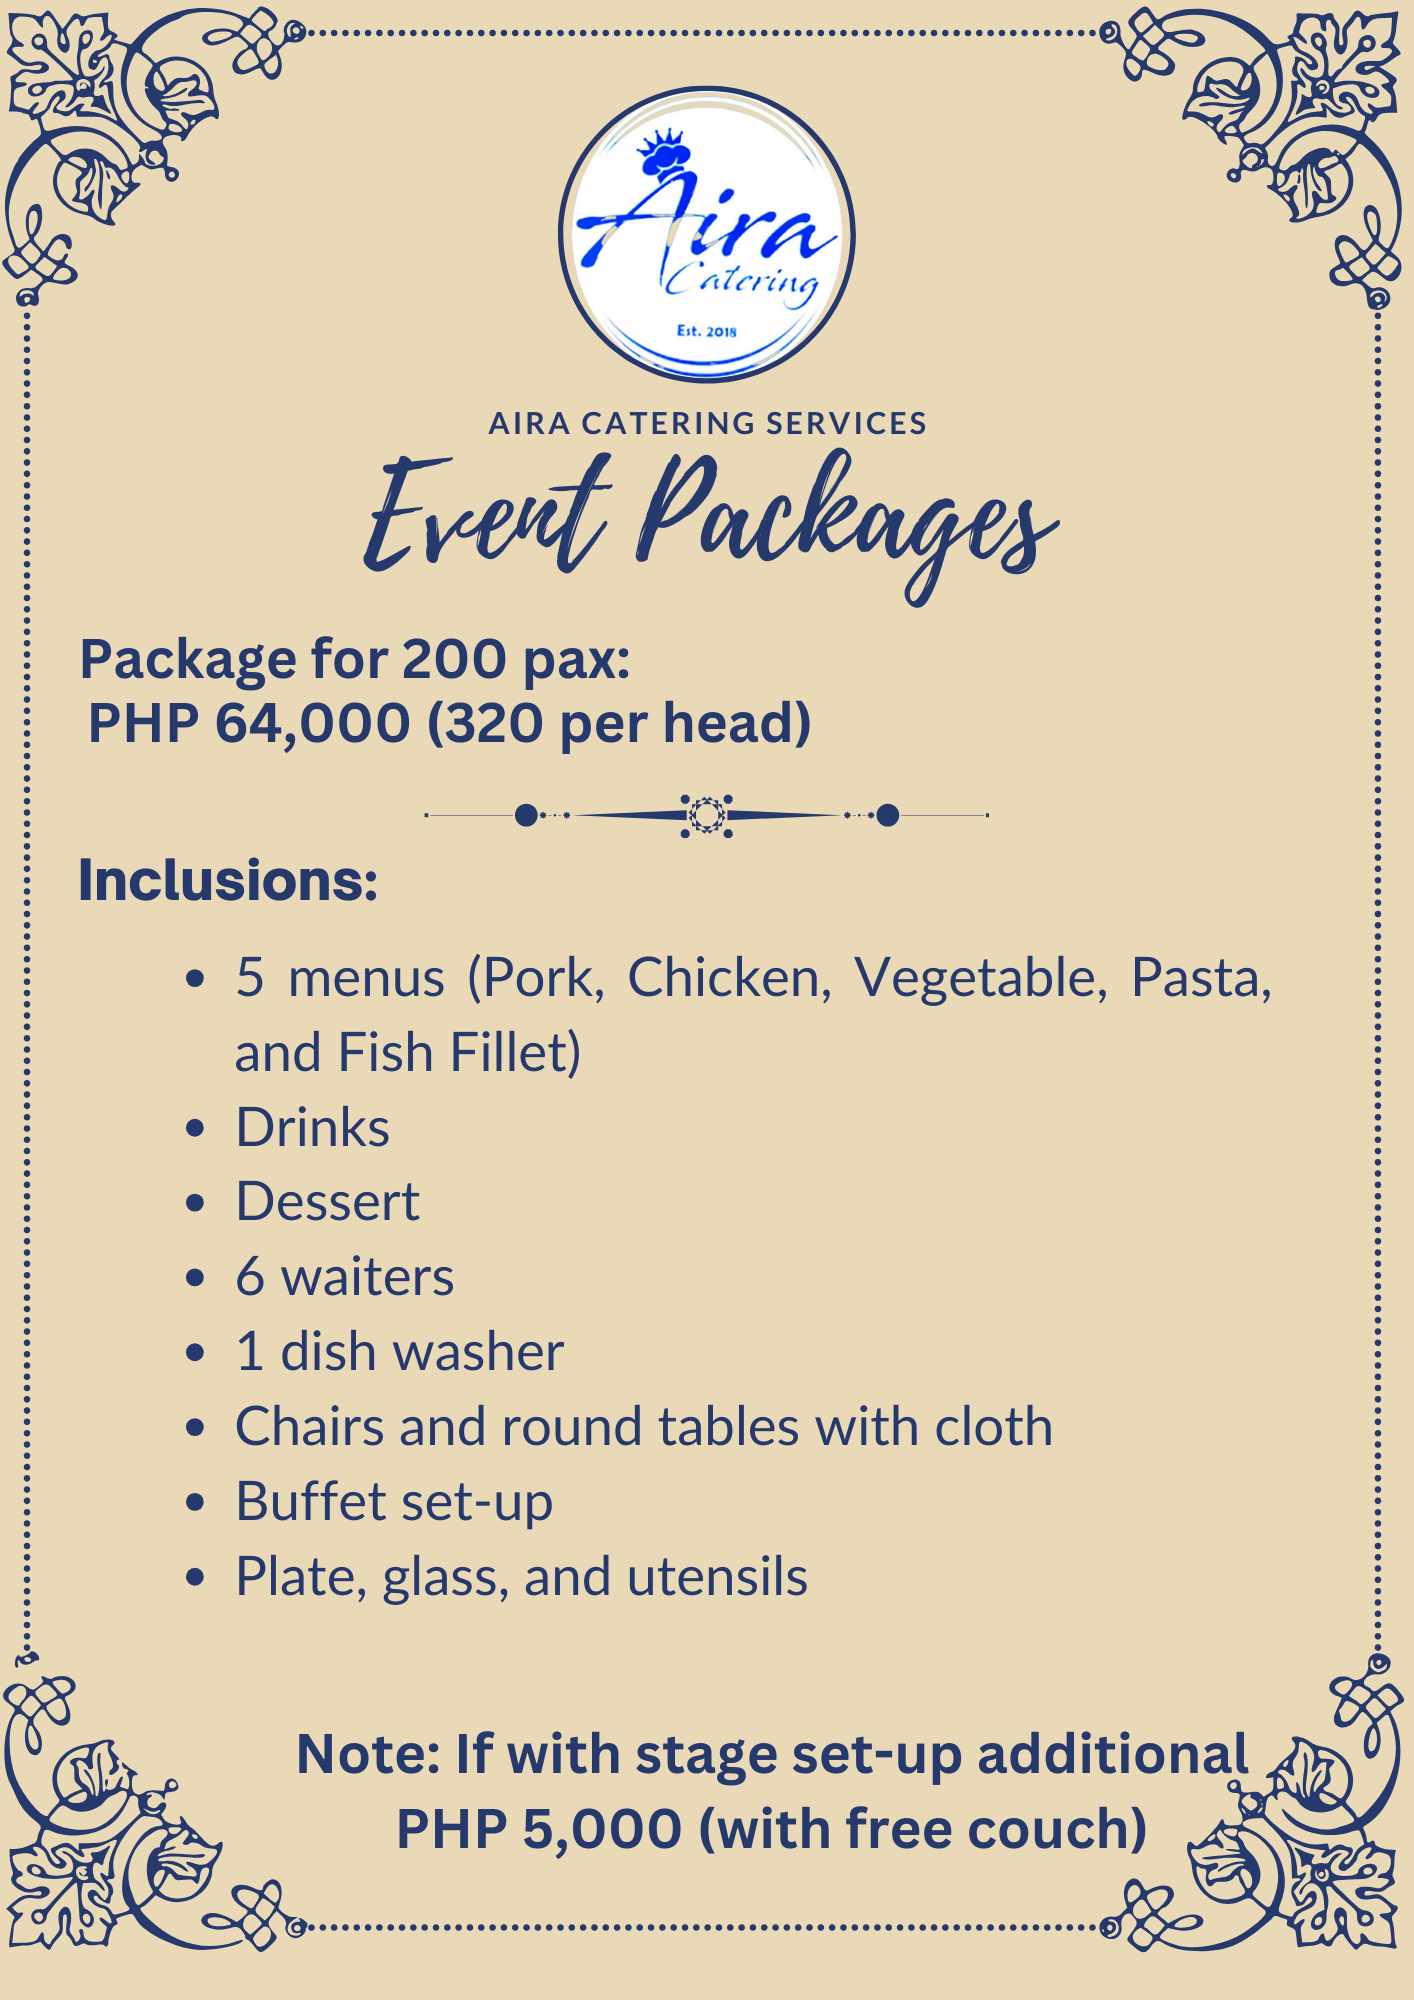 Aira
Catering
Est. 2018
AIRA CATERING SERVICES
Event Packages
Package for 200 pax:
PHP 64,000 (320 per head)
Inclusions:
• 5 menus (Pork, Chicken, Vegetable, Pasta,
and Fish Fillet)
• Drinks
• Dessert
• 6 waiters
• 1 dish washer
• Chairs and round tables with cloth
• Buffet set-up
• Plate, glass, and utensils
Note: If with stage set-up additional
PHP 5,000 (with free couch)